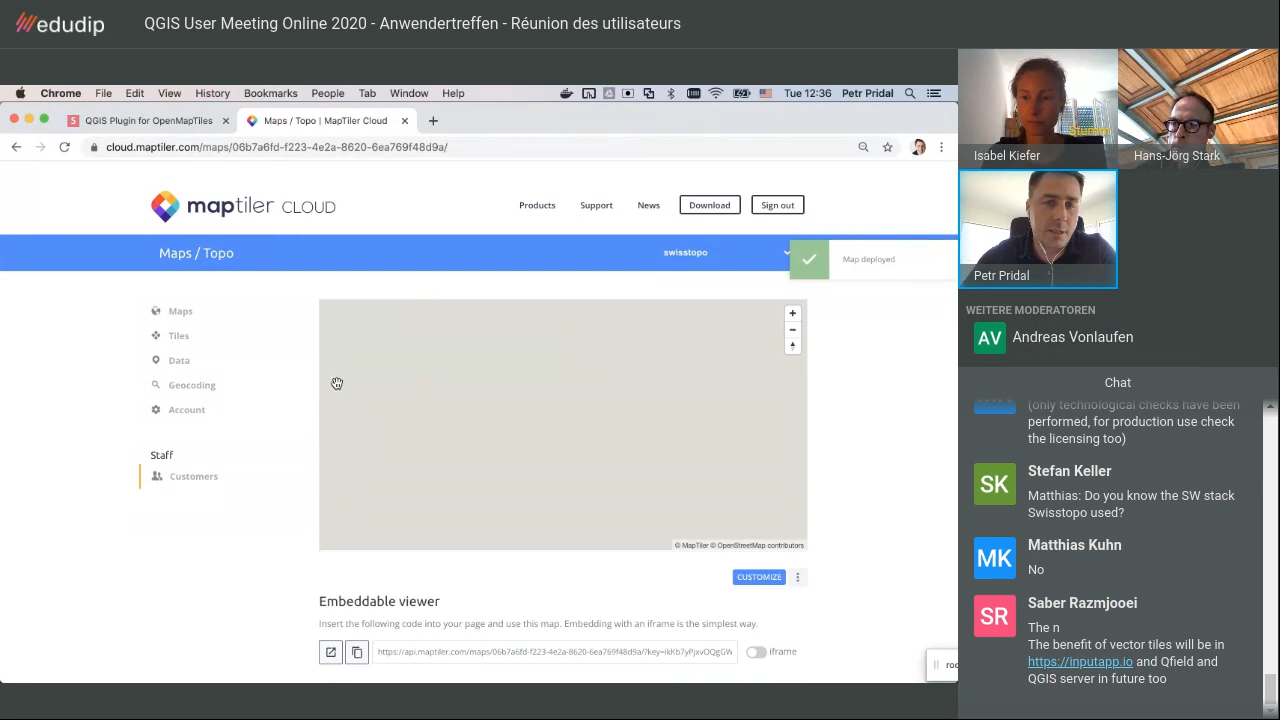 edudip
QGIS User Meeting Online 2020 - Anwendertreffen - Réunion des utilisateurs
Chrome File Edit View History Bookmarks People Tab Window Help
Tue 12:36 Petr Pridal
QGIS Plugin for OpenMapTiles
Maps / Topo | MapTiler Cloud
cloud.maptiler.com/maps/06b7a6fd-f223-4e2a-8620-6ea769f48d9a/
maptiler CLOUD
Products Support News Download Sign out
Maps / Topo
swisstopo
Map deployed
Maps
Tiles
Data
Geocoding
Account
Staff
Customers
© MapTiler © OpenStreetMap contributors
CUSTOMIZE
Embeddable viewer
Insert the following code into your page and use this map. Embedding with an iframe is the simplest way.
iframe
Stumm
Isabel Kiefer
Hans-Jörg Stark
Petr Pridal
WEITERE MODERATOREN
AV Andreas Vonlaufen
Chat
(only technological checks have been
performed, for production use check
the licensing too)
SK Stefan Keller
Matthias: Do you know the SW stack
Swisstopo used?
MK Matthias Kuhn
No
SR Saber Razmjooei
The n
The benefit of vector tiles will be in
https://inputapp.io and Qfield and
QGIS server in future too